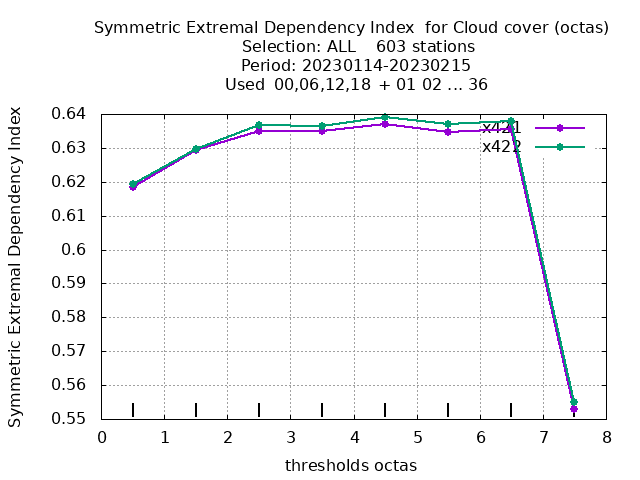 Symmetric Extremal Dependency Index  for Cloud cover (octas)
Selection: ALL    603 stations
Period: 20230114-20230215
Used  00,06,12,18  + 01 02 ... 36
Symmetric Extremal Dependency Index
0.64
0.63
0.62
0.61
0.6
0.59
0.58
0.57
0.56
0.55
x421
x422
0 1 2 3 4 5 6 7 8
thresholds octas